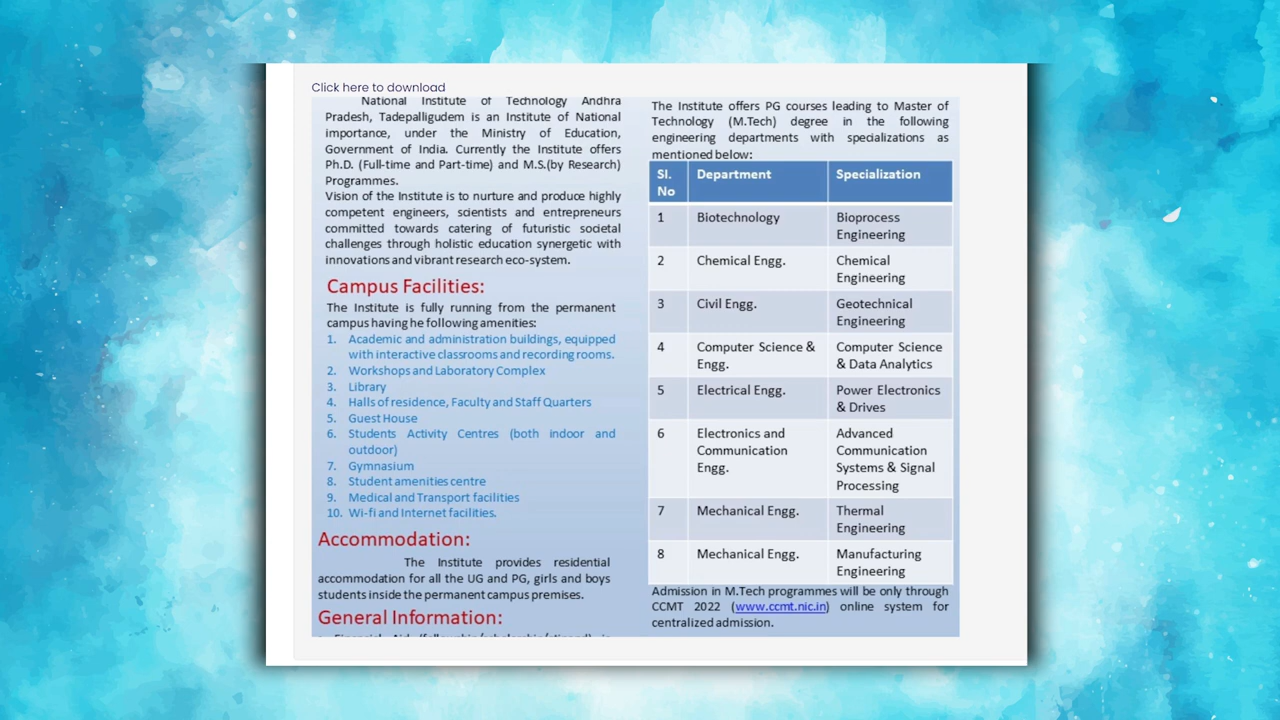 Click here to download
National Institute of Technology Andhra
Pradesh, Tadepalligudem is an Institute of National
importance, under the Ministry of Education,
Government of India. Currently the Institute offers
Ph.D. (Full-time and Part-time) and M.S.(by Research)
Programmes.
Vision of the Institute is to nurture and produce highly
competent engineers, scientists and entrepreneurs
committed towards catering of futuristic societal
challenges through holistic education synergetic with
innovations and vibrant research eco-system.
Campus Facilities:
The Institute is fully running from the permanent
campus having he following amenities:
1. Academic and administration buildings, equipped
with interactive classrooms and recording rooms.
2. Workshops and Laboratory Complex
3. Library
4. Halls of residence, Faculty and Staff Quarters
5. Guest House
6. Students Activity Centres (both indoor and
outdoor)
7. Gymnasium
8. Student amenities centre
9. Medical and Transport facilities
10. Wi-fi and Internet facilities.
Accommodation:
The Institute provides residential
accommodation for all the UG and PG, girls and boys
students inside the permanent campus premises.
General Information:
The Institute offers PG courses leading to Master of
Technology (M.Tech) degree in the following
engineering departments with specializations as
mentioned below:
Sl. No Department Specialization
1 Biotechnology Bioprocess Engineering
2 Chemical Engg. Chemical Engineering
3 Civil Engg. Geotechnical Engineering
4 Computer Science & Engg. Computer Science & Data Analytics
5 Electrical Engg. Power Electronics & Drives
6 Electronics and Communication Engg. Advanced Communication Systems & Signal Processing
7 Mechanical Engg. Thermal Engineering
8 Mechanical Engg. Manufacturing Engineering
Admission in M.Tech programmes will be only through
CCMT 2022 (www.ccmt.nic.in) online system for
centralized admission.